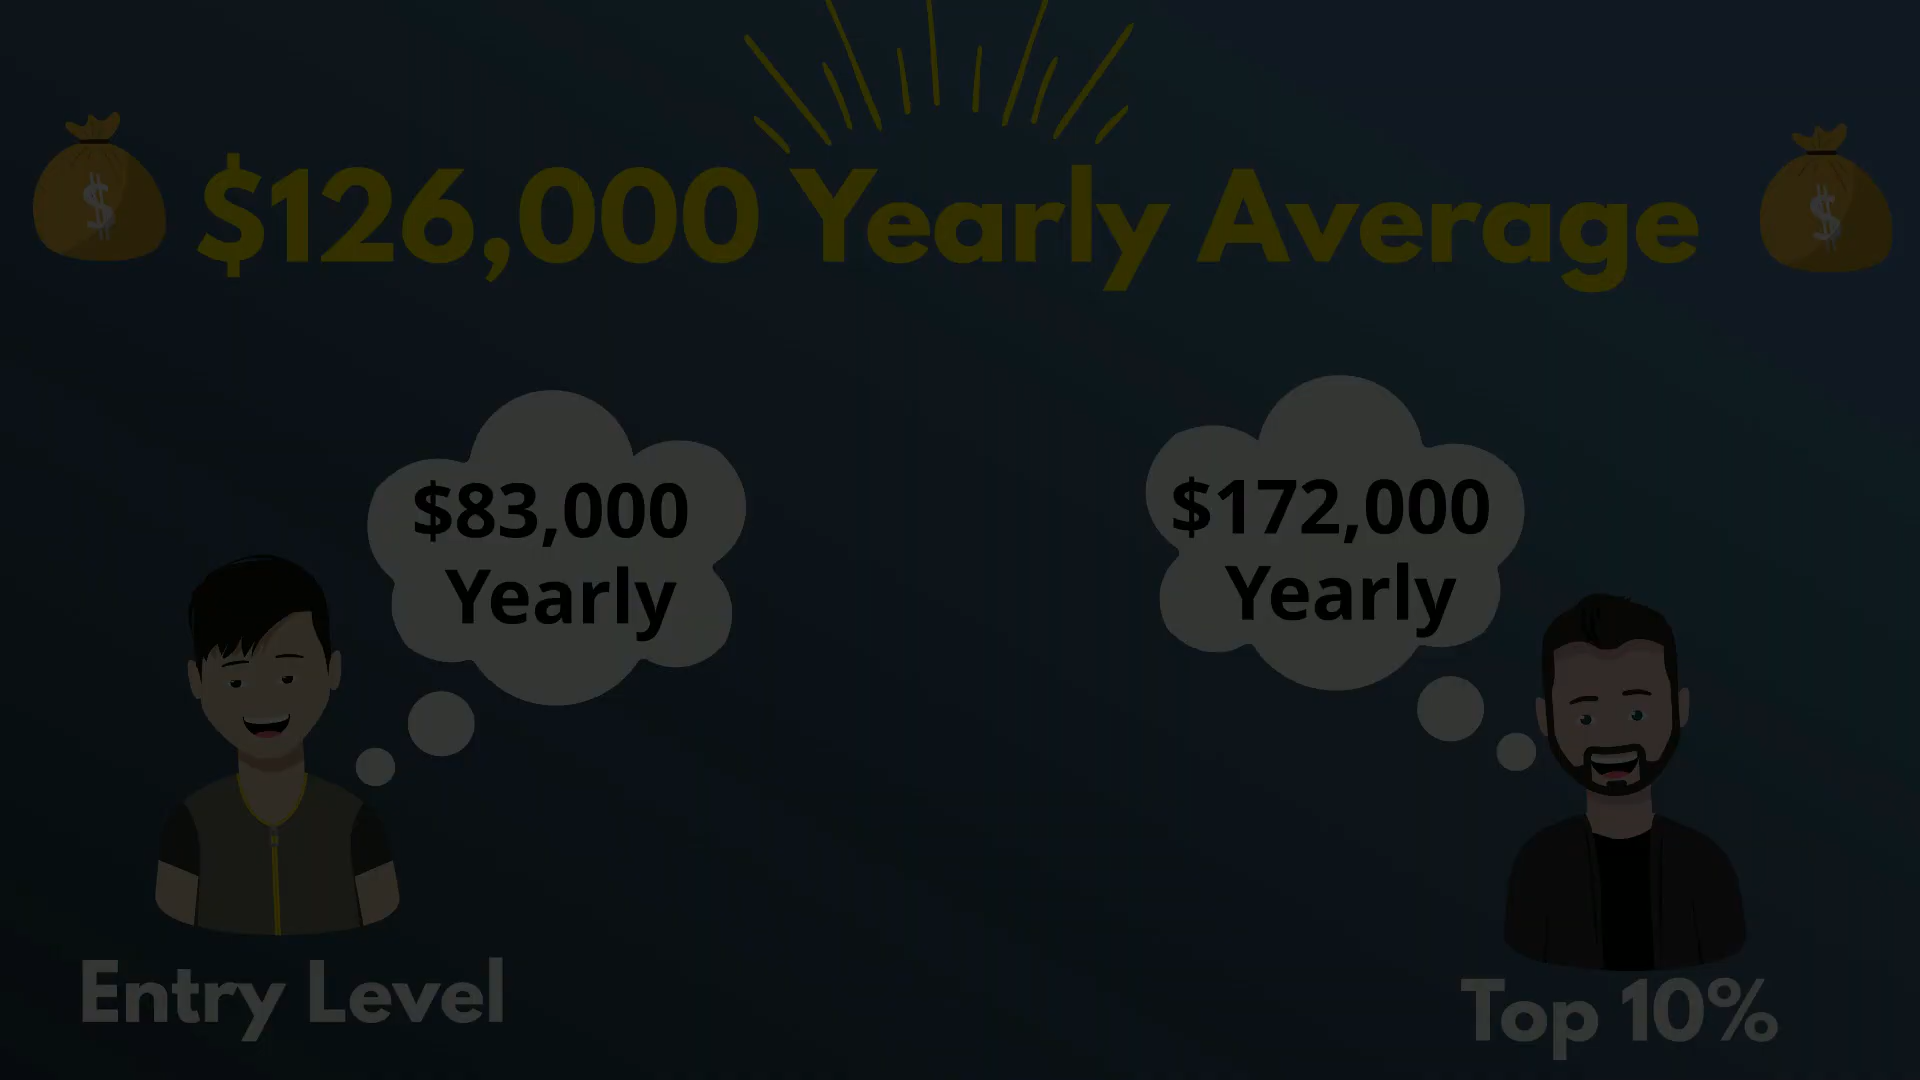 $126,000 Yearly Average
$83,000
Yearly
$172,000
Yearly
Entry Level
Top 10%